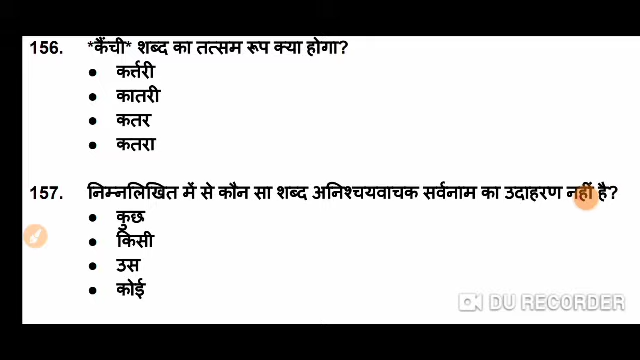 156. *कैंची* शब्द का तत्सम रूप क्या होगा?
• कर्तरी
• कातरी
• कतर
• कतरा
157. निम्नलिखित में से कौन सा शब्द अनिश्चयवाचक सर्वनाम का उदाहरण नहीं है?
• कुछ
• किसी
• उस
• कोई
DU RECORDER